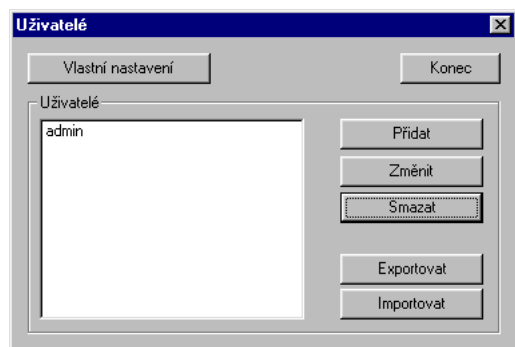 Uživatelé
Vlastní nastavení
Konec
Uživatelé
admin
Přidat
Změnit
Smazat
Exportovat
Importovat